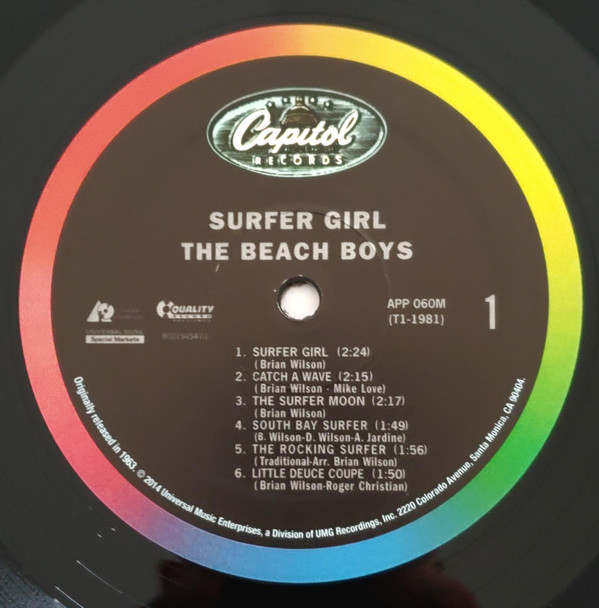 Capitol
RECORDS
SURFER GIRL
THE BEACH BOYS
QUALITY
RECORD
UNIVERSAL MUSIC
Special Markets
APP 060M
(T1-1981)
1
1. SURFER GIRL (2:24)
(Brian Wilson)
2. CATCH A WAVE (2:15)
(Brian Wilson - Mike Love)
3. THE SURFER MOON (2:17)
(Brian Wilson)
4. SOUTH BAY SURFER (1:49)
(B. Wilson-D. Wilson-A. Jardine)
5. THE ROCKING SURFER (1:56)
(Traditional-Arr. Brian Wilson)
6. LITTLE DEUCE COUPE (1:50)
(Brian Wilson-Roger Christian)
Originally released in 1963. © 2014 Universal Music Enterprises, a Division of UMG Recordings, Inc. 2220 Colorado Avenue, Santa Monica, CA 90404.